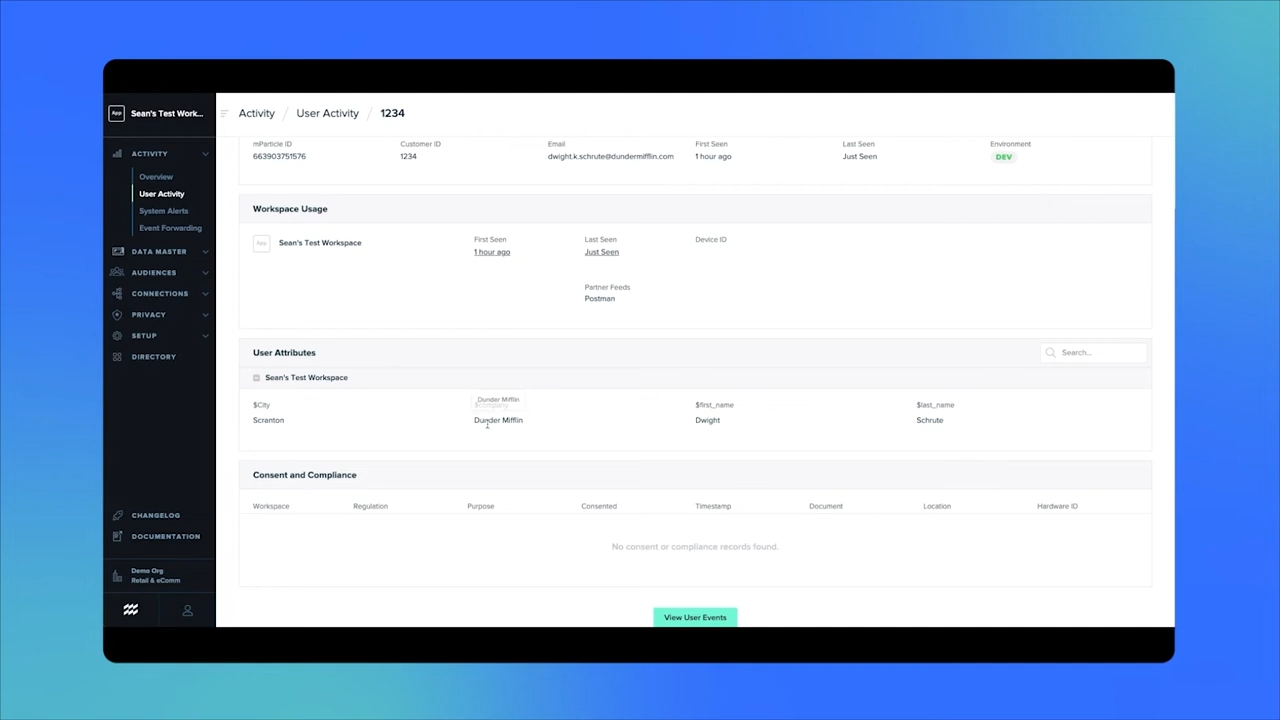 App Sean's Test Work...
Activity / User Activity / 1234
ACTIVITY
Overview
User Activity
System Alerts
Event Forwarding
DATA MASTER
AUDIENCES
CONNECTIONS
PRIVACY
SETUP
DIRECTORY
CHANGELOG
DOCUMENTATION
Demo Org
Retail & eComm
mParticle ID Customer ID Email First Seen Last Seen Environment
663903751576 1234 dwight.k.schrute@dundermifflin.com 1 hour ago Just Seen DEV
Workspace Usage
App Sean's Test Workspace
First Seen Last Seen Device ID
1 hour ago Just Seen
Partner Feeds
Postman
User Attributes Search...
Sean's Test Workspace
Dunder Mifflin
$City $company $first_name $last_name
Scranton Dunder Mifflin Dwight Schrute
Consent and Compliance
Workspace Regulation Purpose Consented Timestamp Document Location Hardware ID
No consent or compliance records found.
View User Events